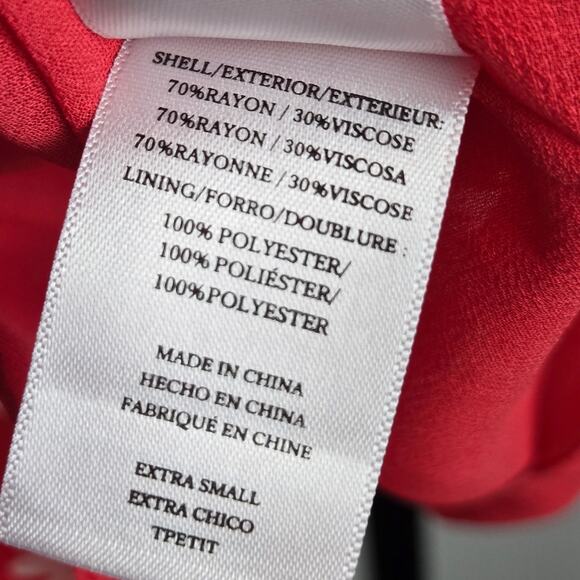 SHELL/EXTERIOR/EXTERIEUR:
70%RAYON / 30%VISCOSE
70%RAYON / 30%VISCOSA
70%RAYONNE / 30%VISCOSE
LINING/FORRO/DOUBLURE :
100% POLYESTER/
100% POLIÉSTER/
100%POLYESTER
MADE IN CHINA
HECHO EN CHINA
FABRIQUÉ EN CHINE
EXTRA SMALL
EXTRA CHICO
TPETIT